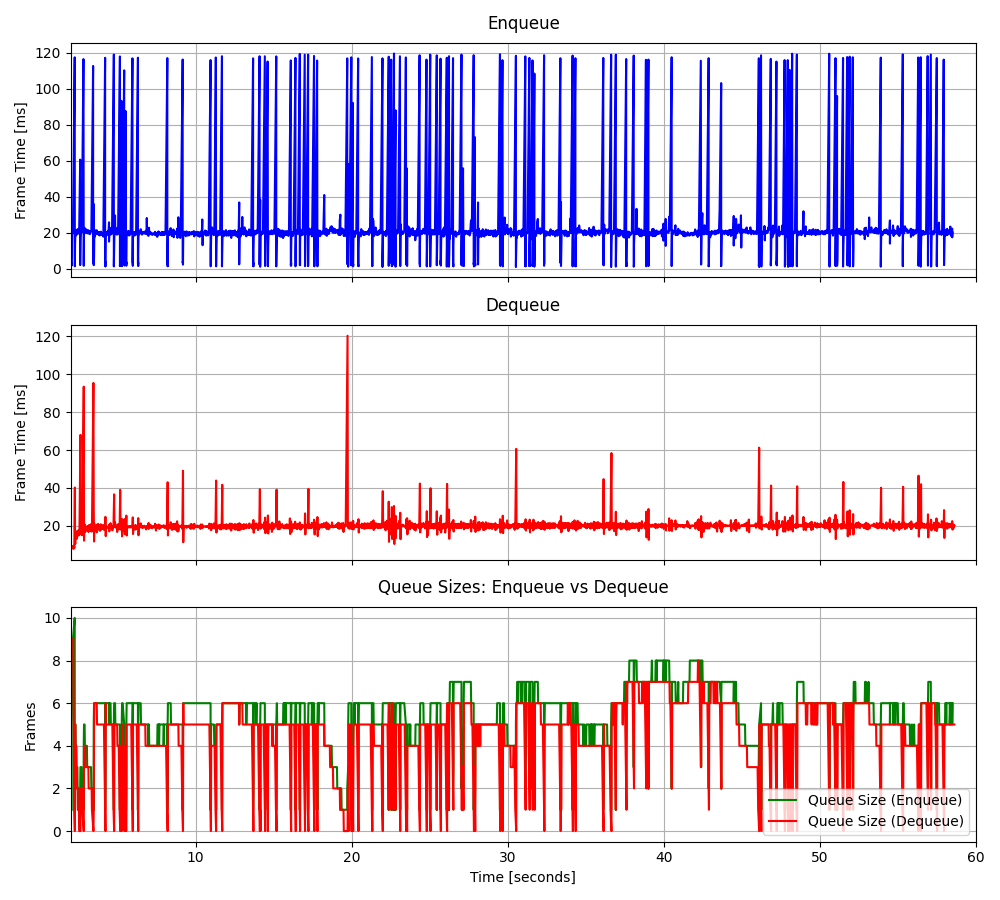 Enqueue
Frame Time [ms]
120
100
80
60
40
20
0
Dequeue
Frame Time [ms]
120
100
80
60
40
20
Queue Sizes: Enqueue vs Dequeue
Frames
10
8
6
4
2
0
Queue Size (Enqueue)
Queue Size (Dequeue)
10 20 30 40 50 60
Time [seconds]